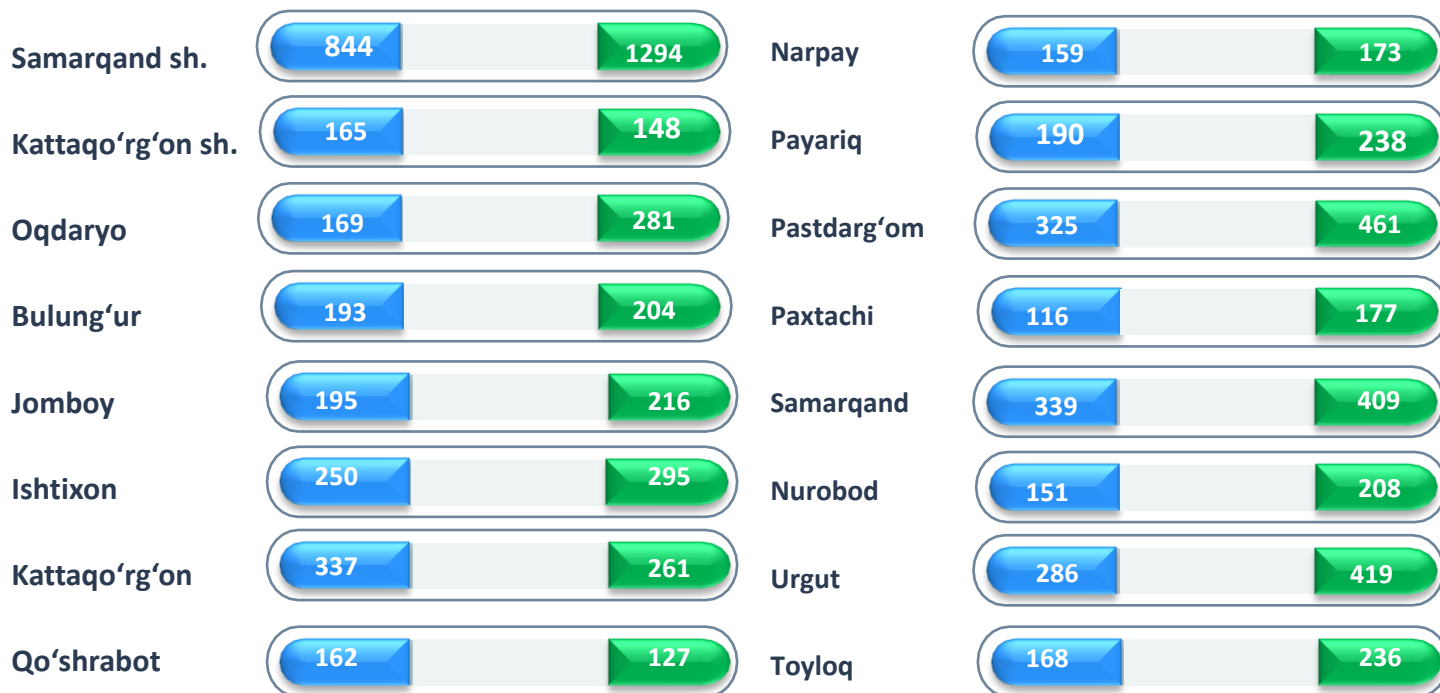 Samarqand sh. 844 1294
Kattaqo‘rg‘on sh. 165 148
Oqdaryo 169 281
Bulung‘ur 193 204
Jomboy 195 216
Ishtixon 250 295
Kattaqo‘rg‘on 337 261
Qo‘shrabot 162 127
Narpay 159 173
Payariq 190 238
Pastdarg‘om 325 461
Paxtachi 116 177
Samarqand 339 409
Nurobod 151 208
Urgut 286 419
Toyloq 168 236